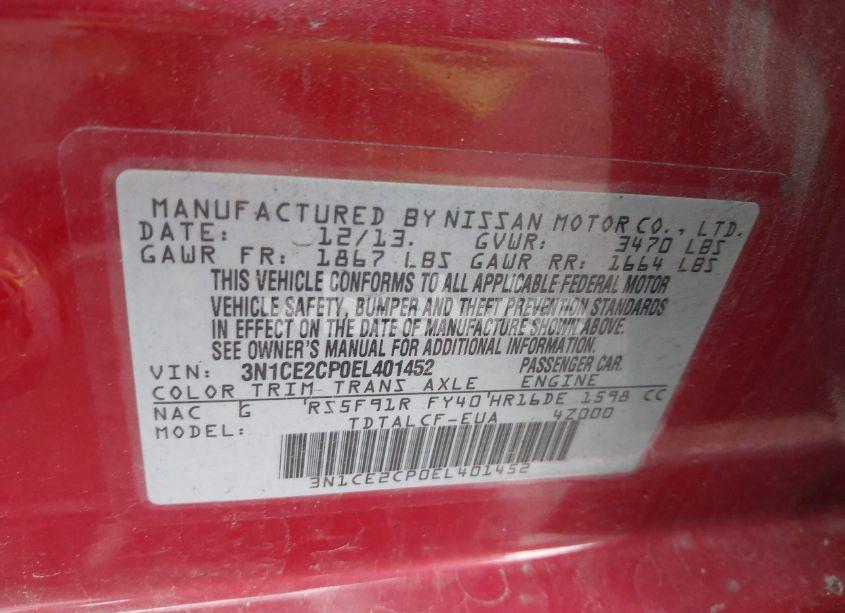 MANUFACTURED BY NISSAN MOTOR CO., LTD.
DATE: 12/13. GVWR: 3470 LBS
GAWR FR: 1867 LBS GAWR RR: 1664 LBS
THIS VEHICLE CONFORMS TO ALL APPLICABLE FEDERAL MOTOR
VEHICLE SAFETY, BUMPER AND THEFT PREVENTION STANDARDS
IN EFFECT ON THE DATE OF MANUFACTURE SHOWN ABOVE.
SEE OWNER'S MANUAL FOR ADDITIONAL INFORMATION.
VIN: 3N1CE2CP0EL401452 PASSENGER CAR.
COLOR TRIM TRANS AXLE ENGINE
NAC G 'RS5F91R FY40'HR16DE 1598 CC
MODEL: TDTALCF-EUA 4Z000
3N1CE2CP0EL401452